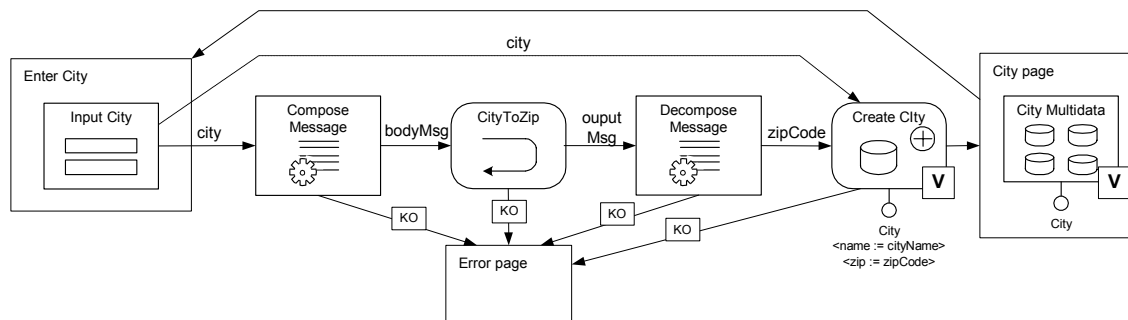 city
Enter City
Input City
city
Compose
Message
bodyMsg
CityToZip
ouput
Msg
Decompose
Message
zipCode
Create CIty
V
City
<name := cityName>
<zip := zipCode>
City page
City Multidata
V
City
KO
KO
KO
KO
Error page